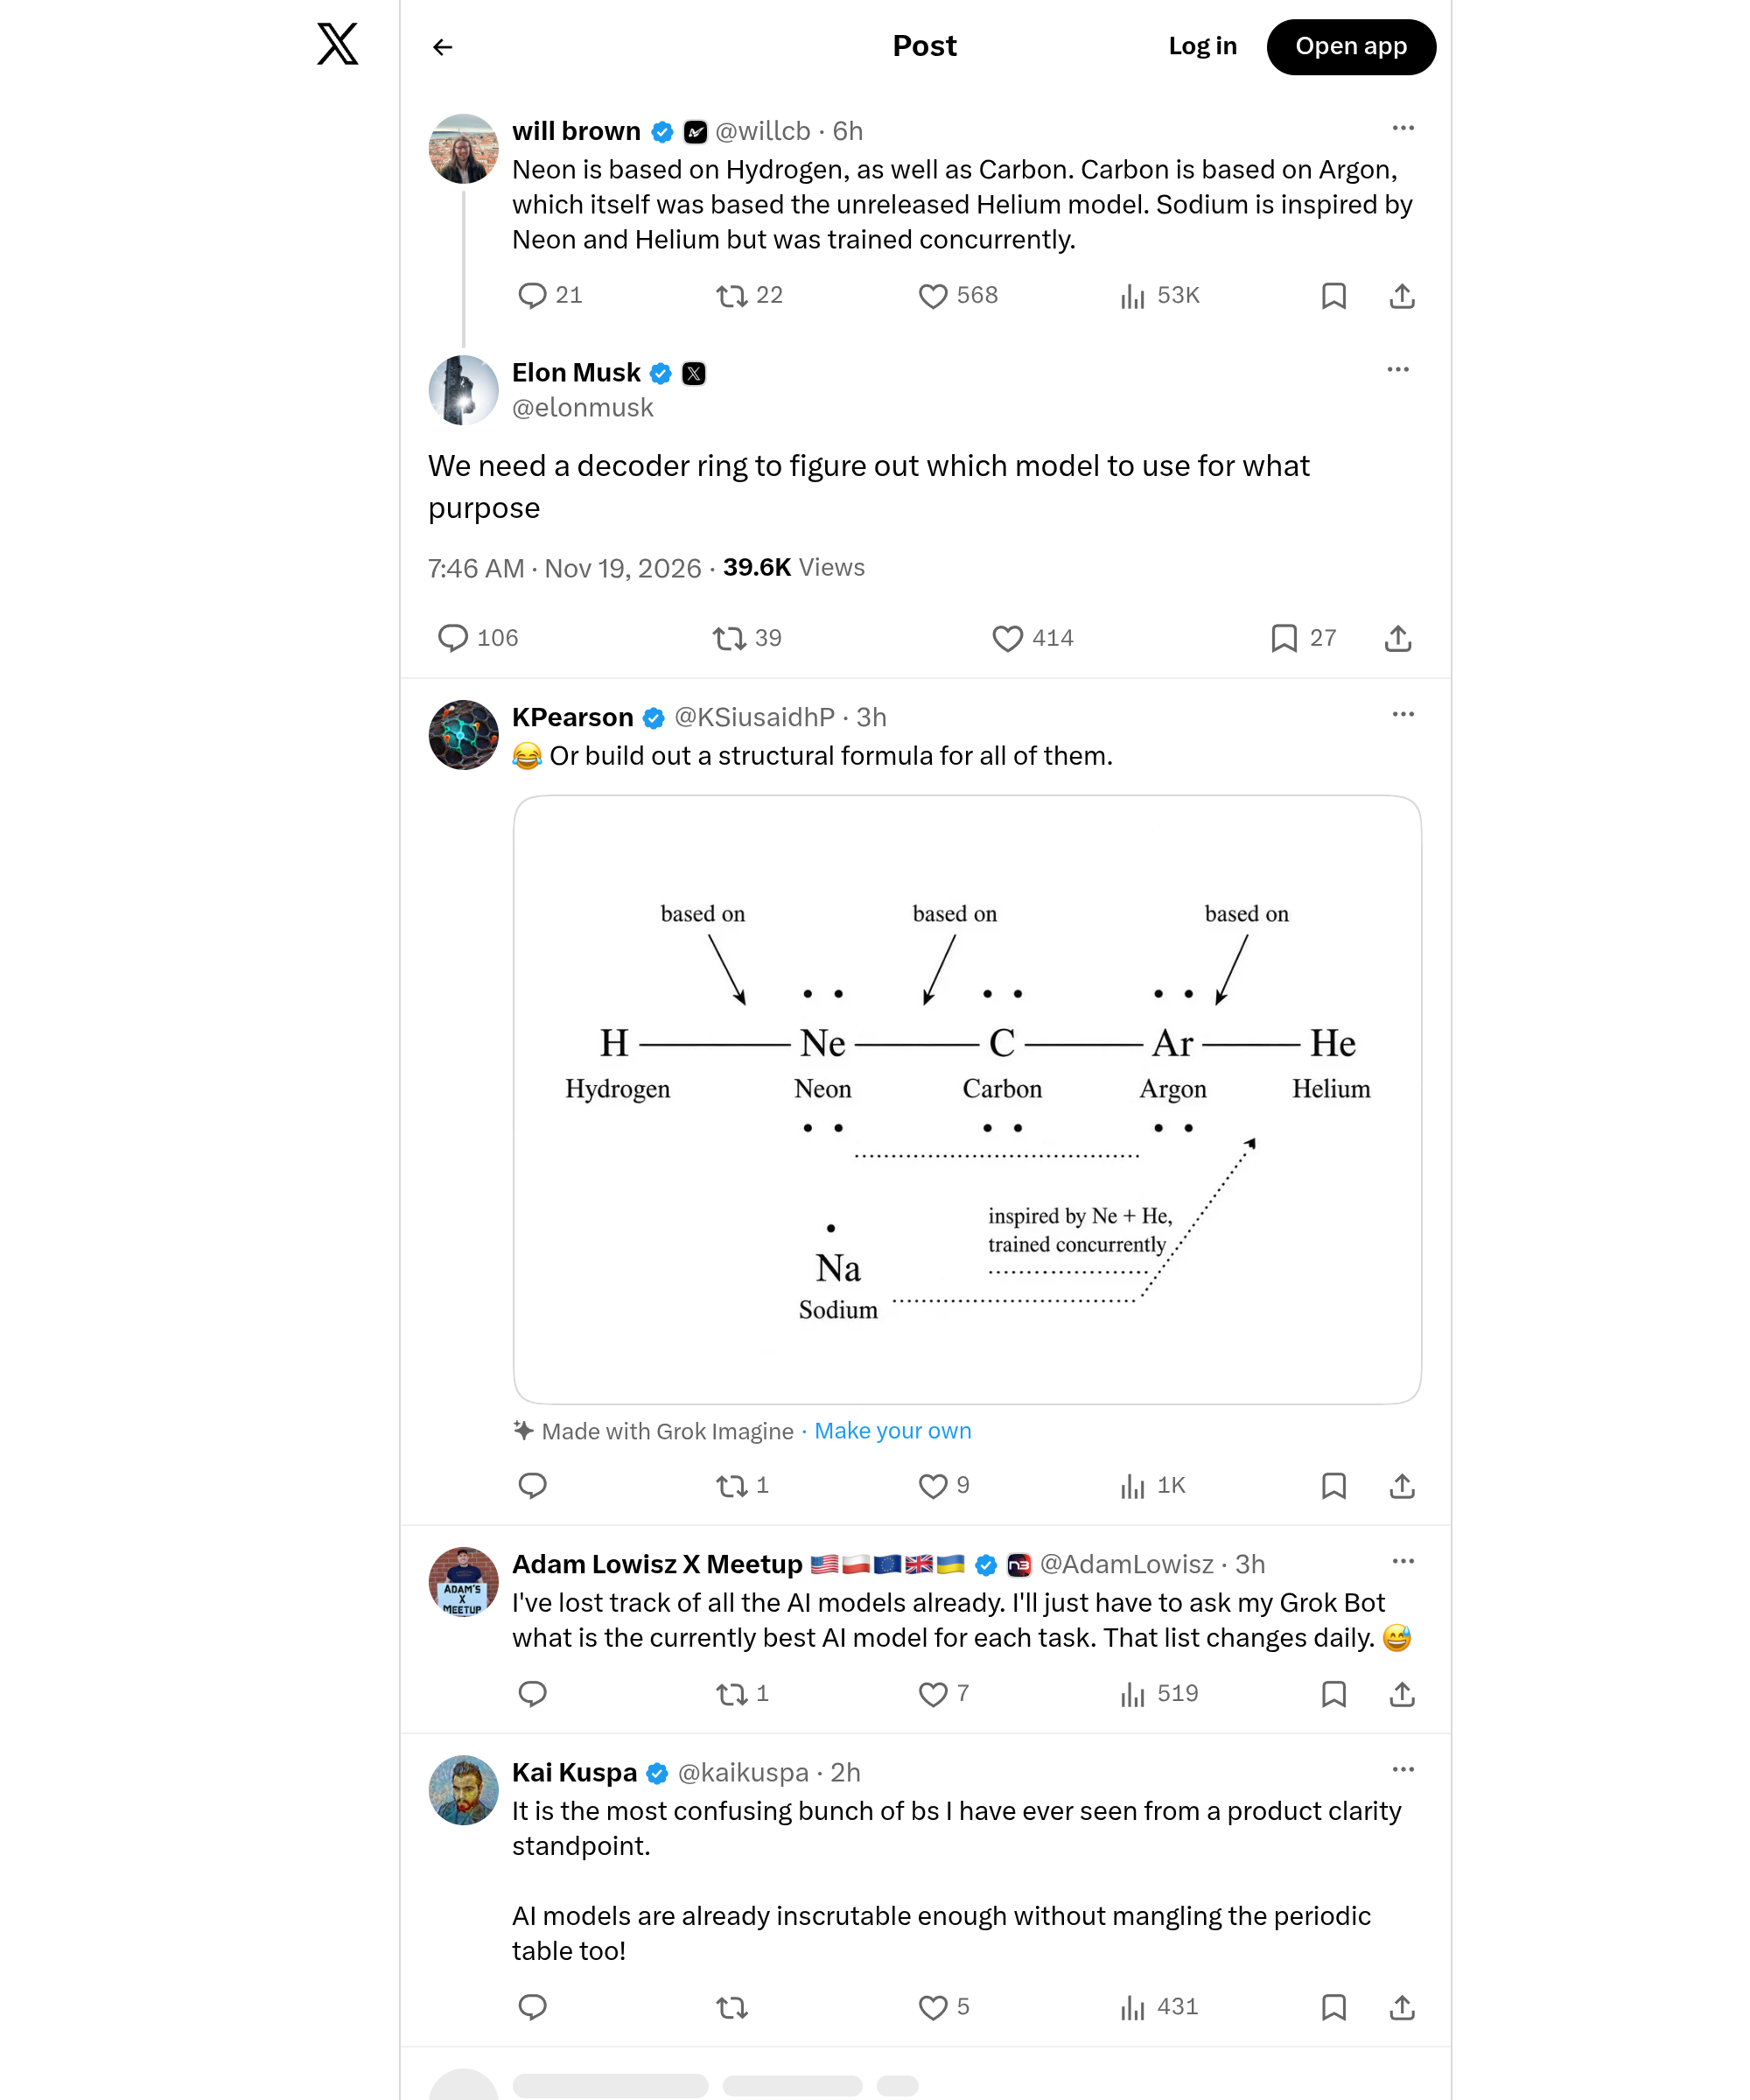 Post
Log in
Open app
will brown @willcb · 6h
Neon is based on Hydrogen, as well as Carbon. Carbon is based on Argon,
which itself was based the unreleased Helium model. Sodium is inspired by
Neon and Helium but was trained concurrently.
21 22 568 53K
Elon Musk
@elonmusk
We need a decoder ring to figure out which model to use for what
purpose
7:46 AM · Nov 19, 2026 · 39.6K Views
106 39 414 27
KPearson @KSiusaidhP · 3h
😂 Or build out a structural formula for all of them.
based on based on based on
H Ne C Ar He
Hydrogen Neon Carbon Argon Helium
inspired by Ne + He,
trained concurrently
Na
Sodium
Made with Grok Imagine · Make your own
1 9 1K
Adam Lowisz X Meetup 🇺🇸🇵🇱🇪🇺🇬🇧🇺🇦 @AdamLowisz · 3h
ADAM'S
X
MEETUP
I've lost track of all the AI models already. I'll just have to ask my Grok Bot
what is the currently best AI model for each task. That list changes daily. 😅
1 7 519
Kai Kuspa @kaikuspa · 2h
It is the most confusing bunch of bs I have ever seen from a product clarity
standpoint.
AI models are already inscrutable enough without mangling the periodic
table too!
5 431